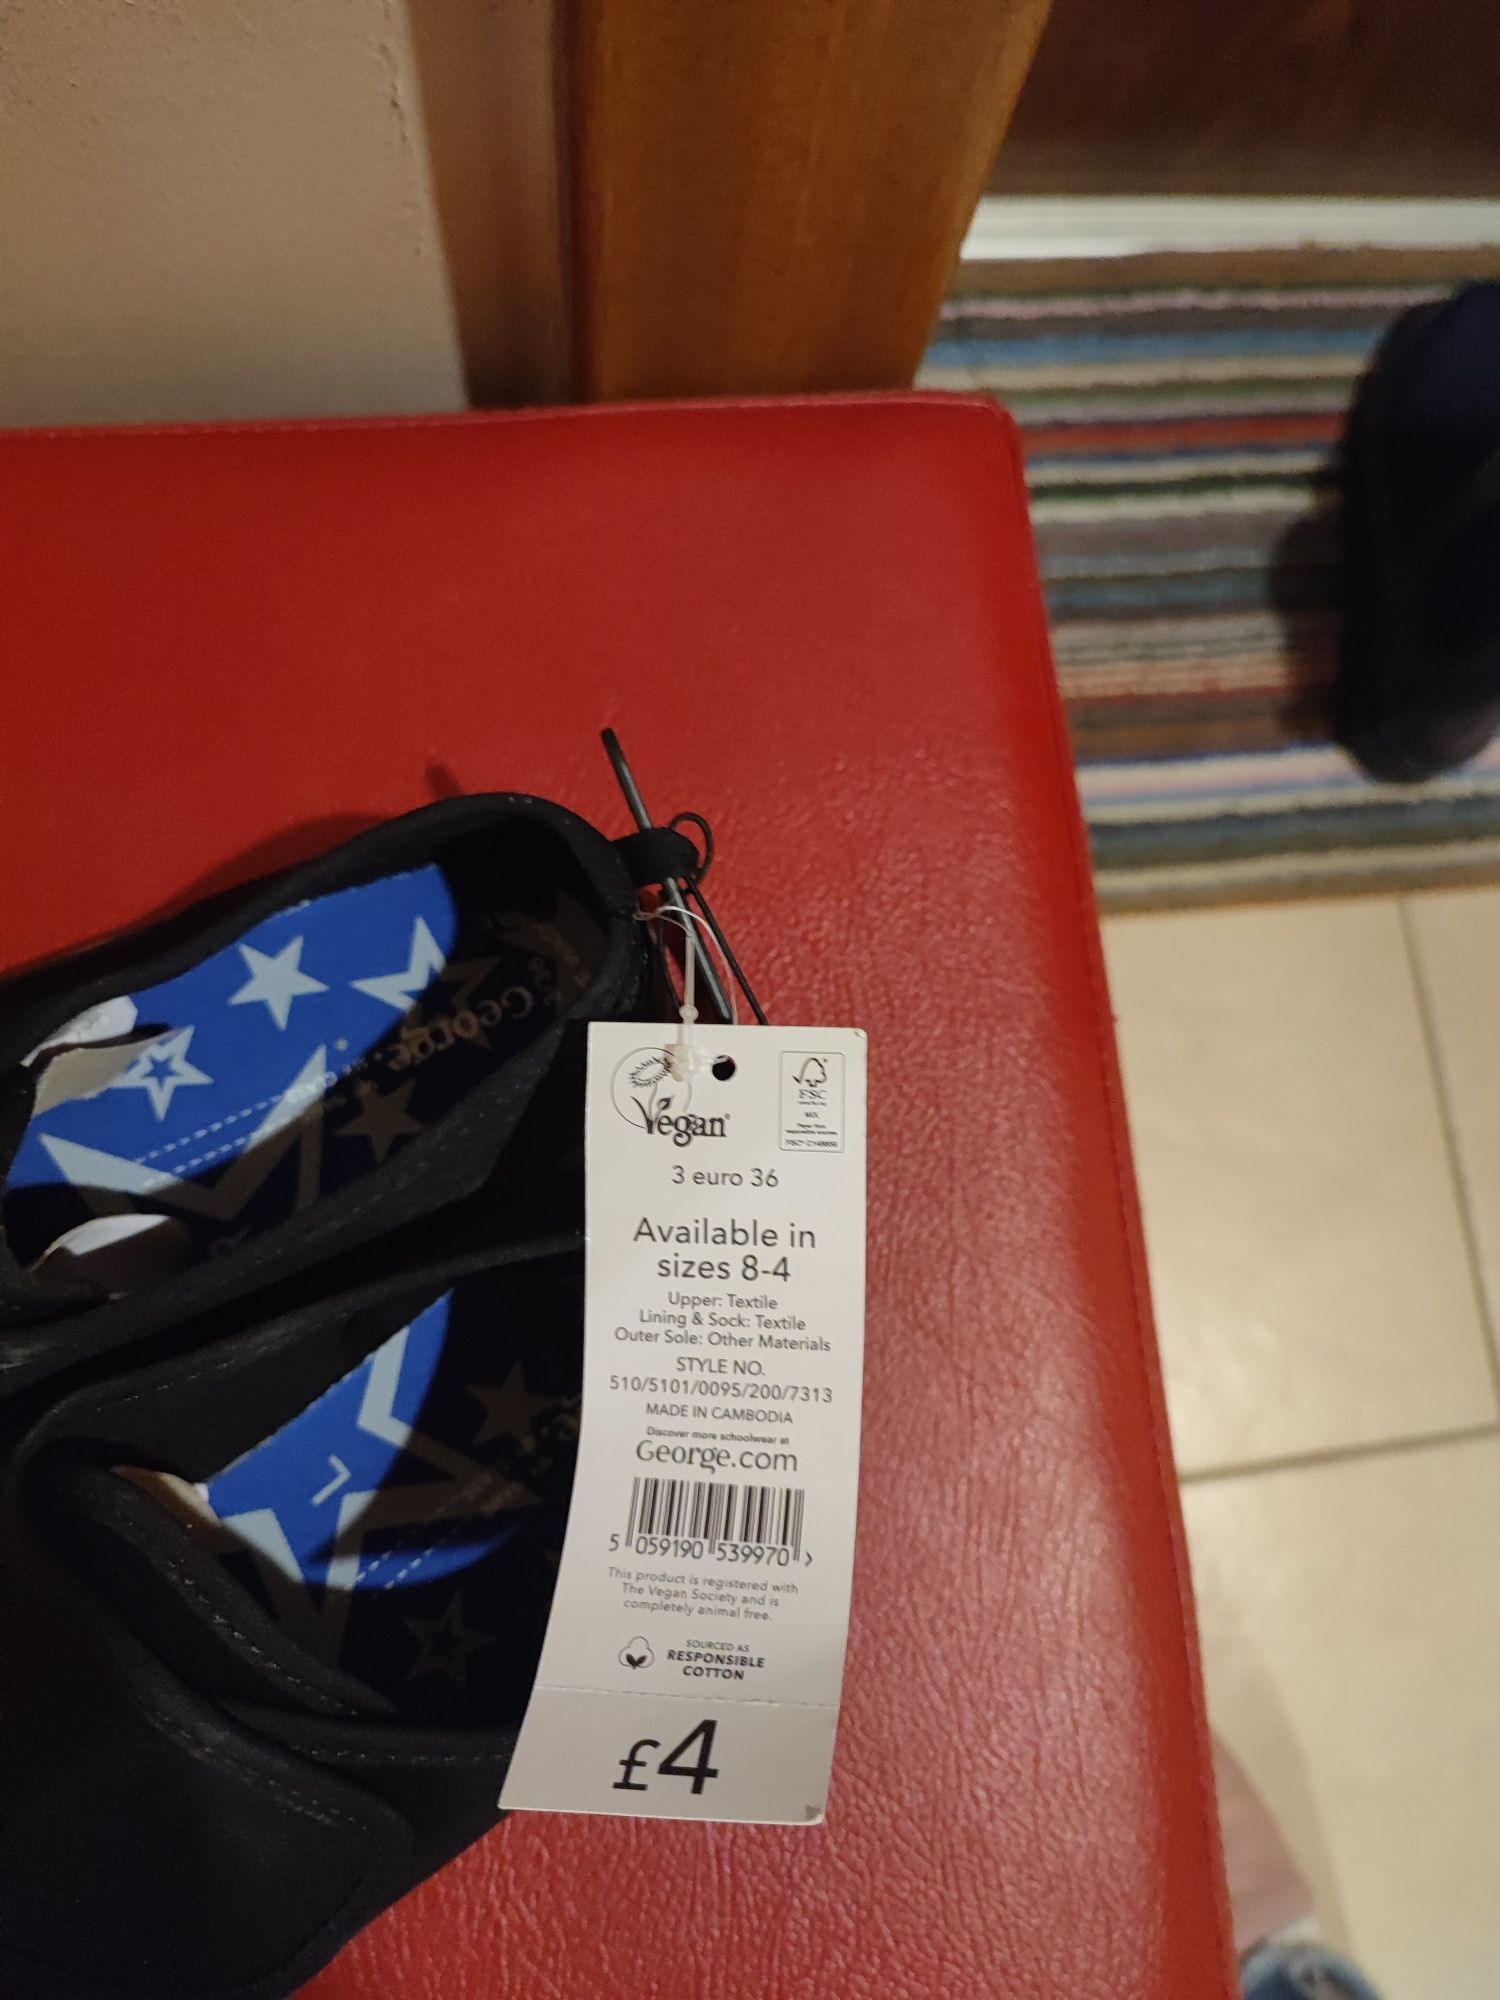 Vegan
FSC
MIX
3 euro 36
Available in
sizes 8-4
Upper: Textile
Lining & Sock: Textile
Outer Sole: Other Materials
STYLE NO.
510/5101/0095/200/7313
MADE IN CAMBODIA
Discover more schoolwear at
George.com
5 059190 539970 >
This product is registered with
The Vegan Society and is
completely animal free.
SOURCED AS
RESPONSIBLE
COTTON
£4
George.
L